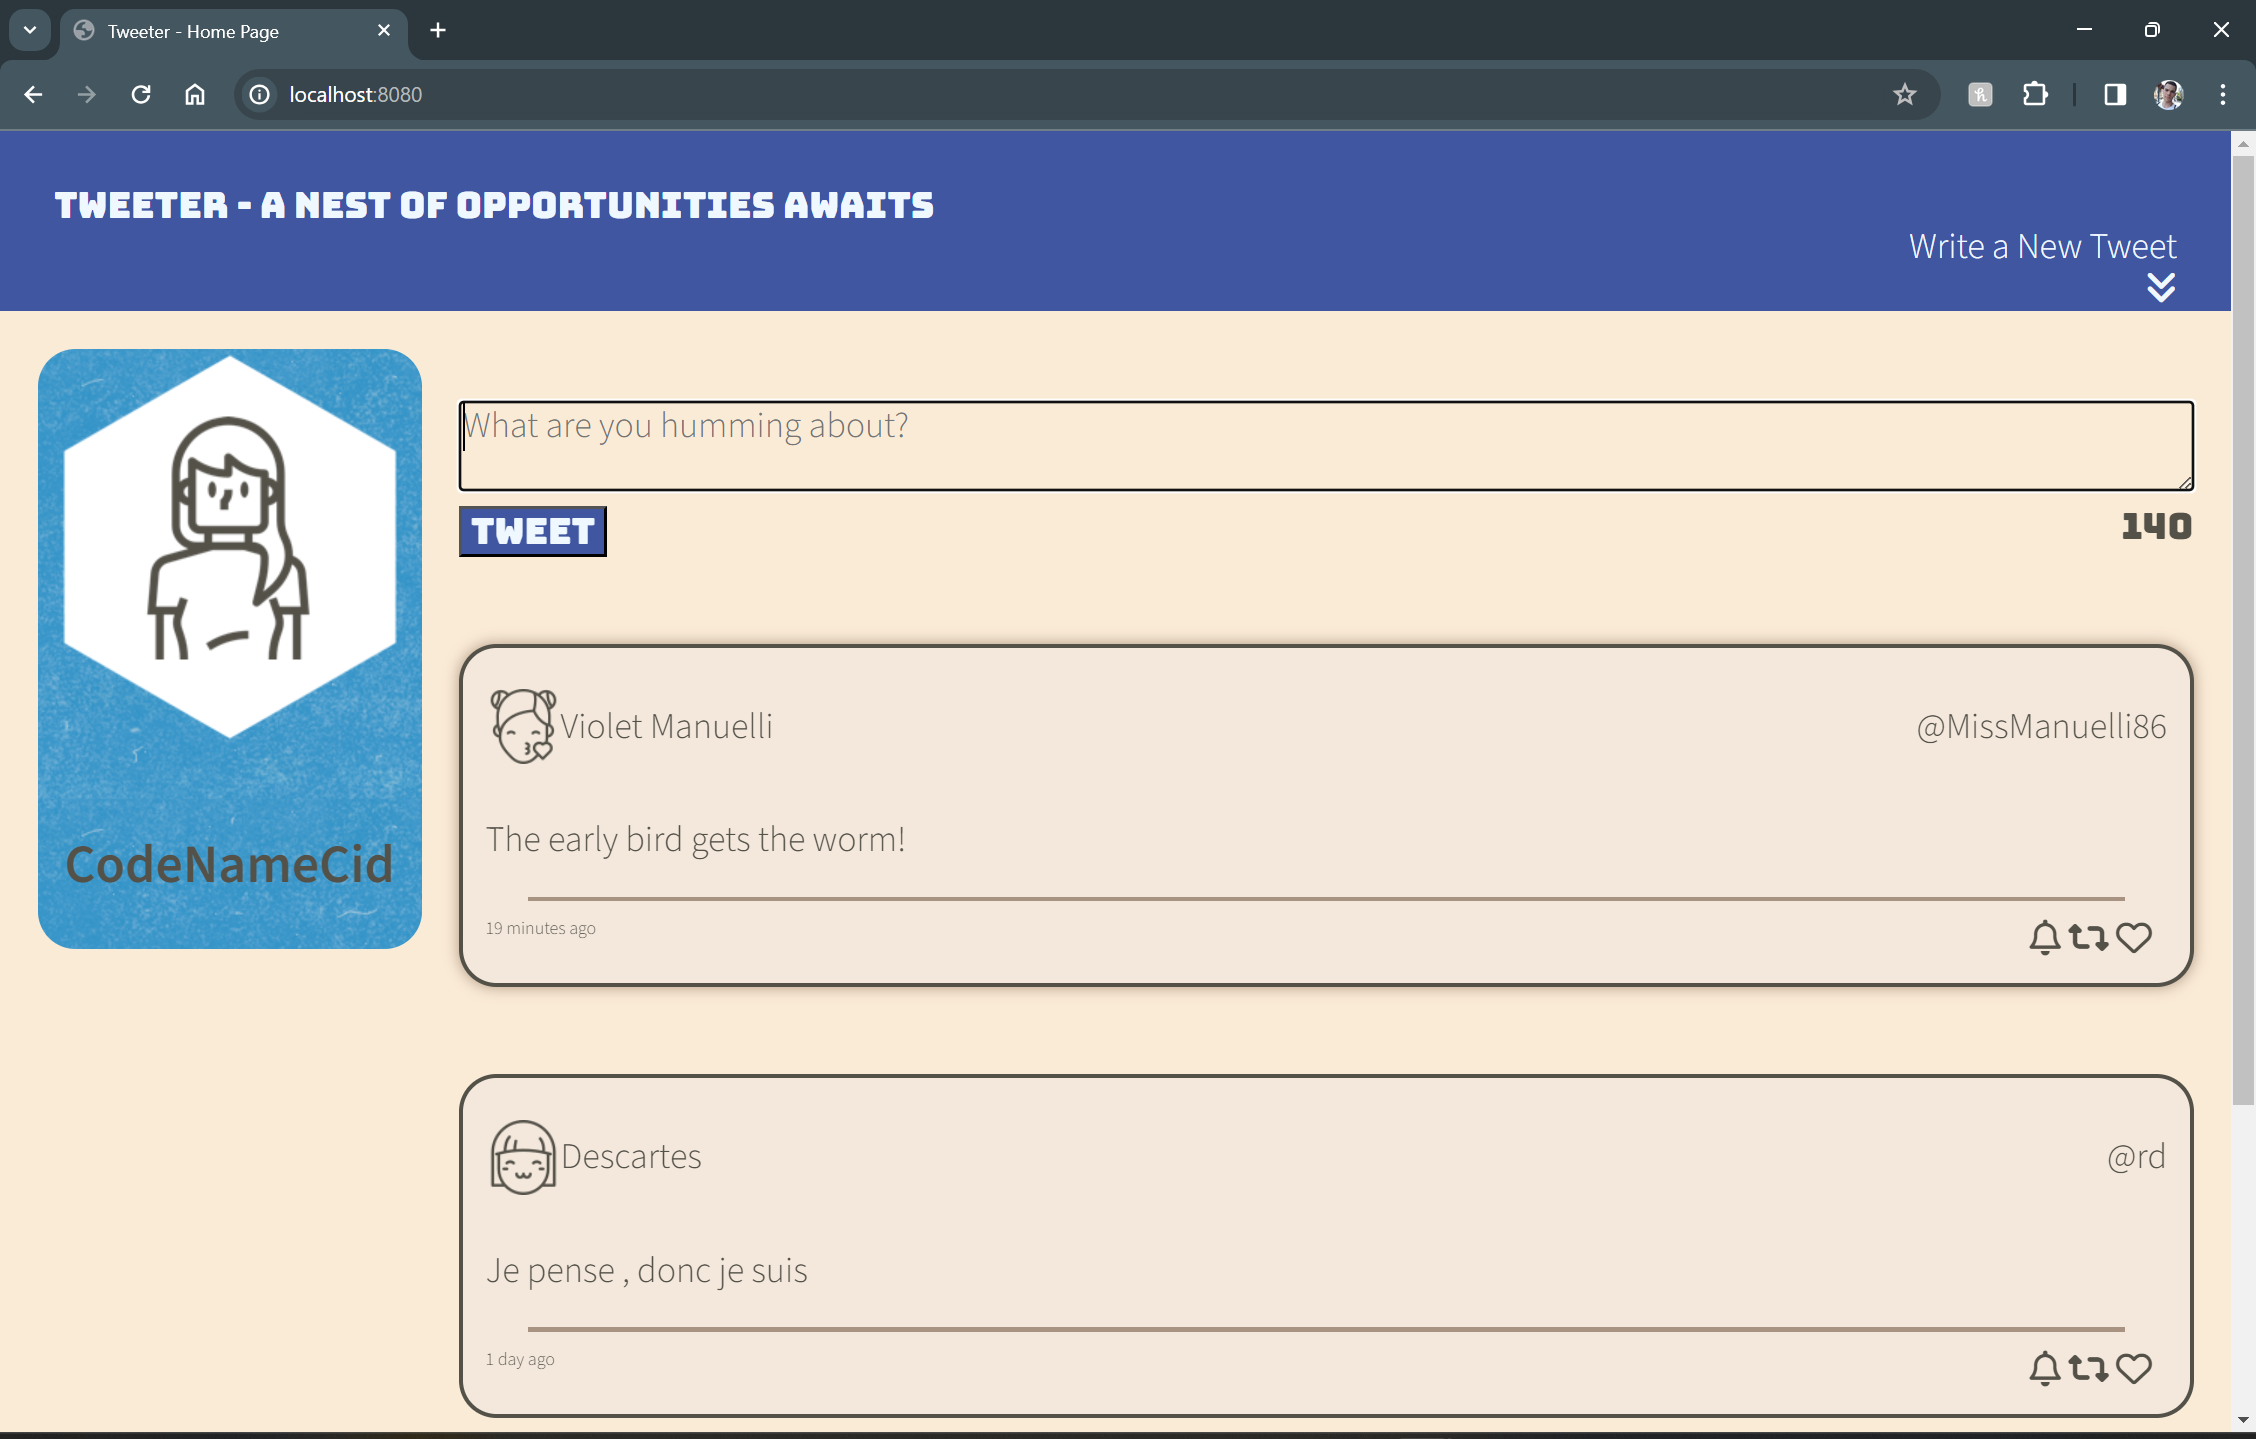 Tweeter - Home Page
localhost:8080
TWEETER - A NEST OF OPPORTUNITIES AWAITS
Write a New Tweet
What are you humming about?
TWEET
140
CodeNameCid
Violet Manuelli
@MissManuelli86
The early bird gets the worm!
19 minutes ago
Descartes
@rd
Je pense , donc je suis
1 day ago